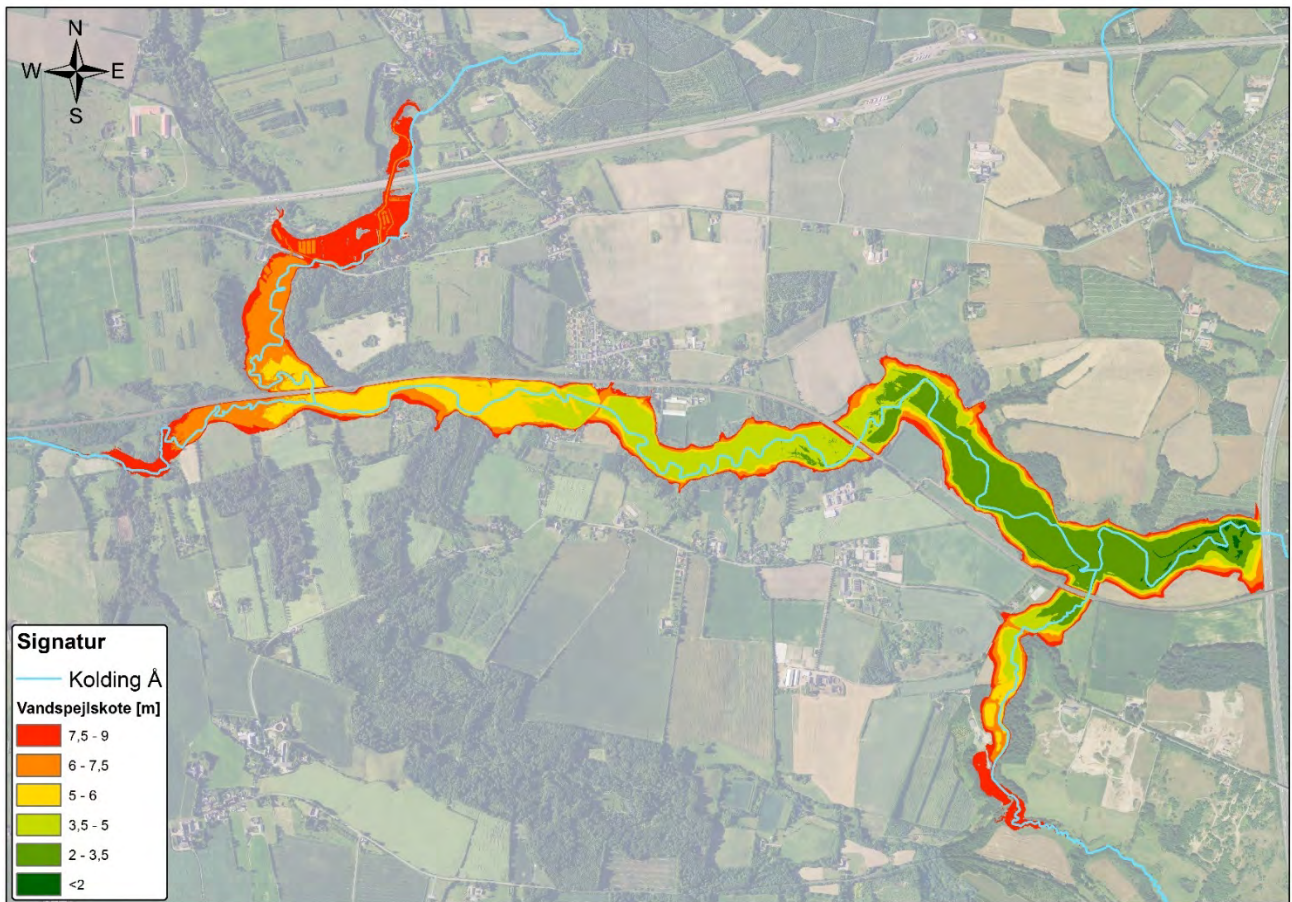 N
W E
S
Signatur
Kolding Å
Vandspejlskote [m]
7,5 - 9
6 - 7,5
5 - 6
3,5 - 5
2 - 3,5
<2